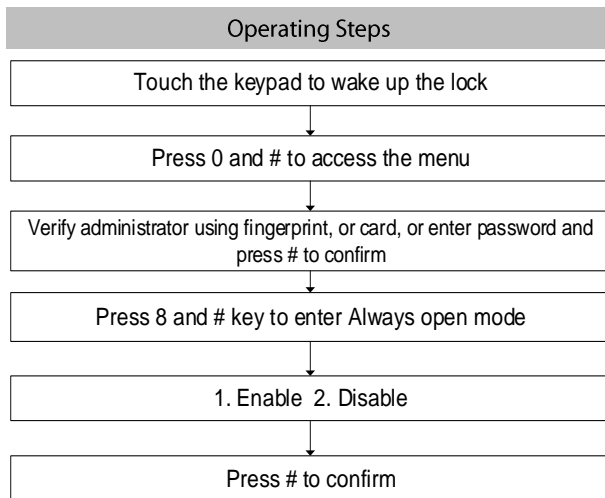 Operating Steps
Touch the keypad to wake up the lock
Press 0 and # to access the menu
Verify administrator using fingerprint, or card, or enter password and
press # to confirm
Press 8 and # key to enter Always open mode
1. Enable  2. Disable
Press # to confirm